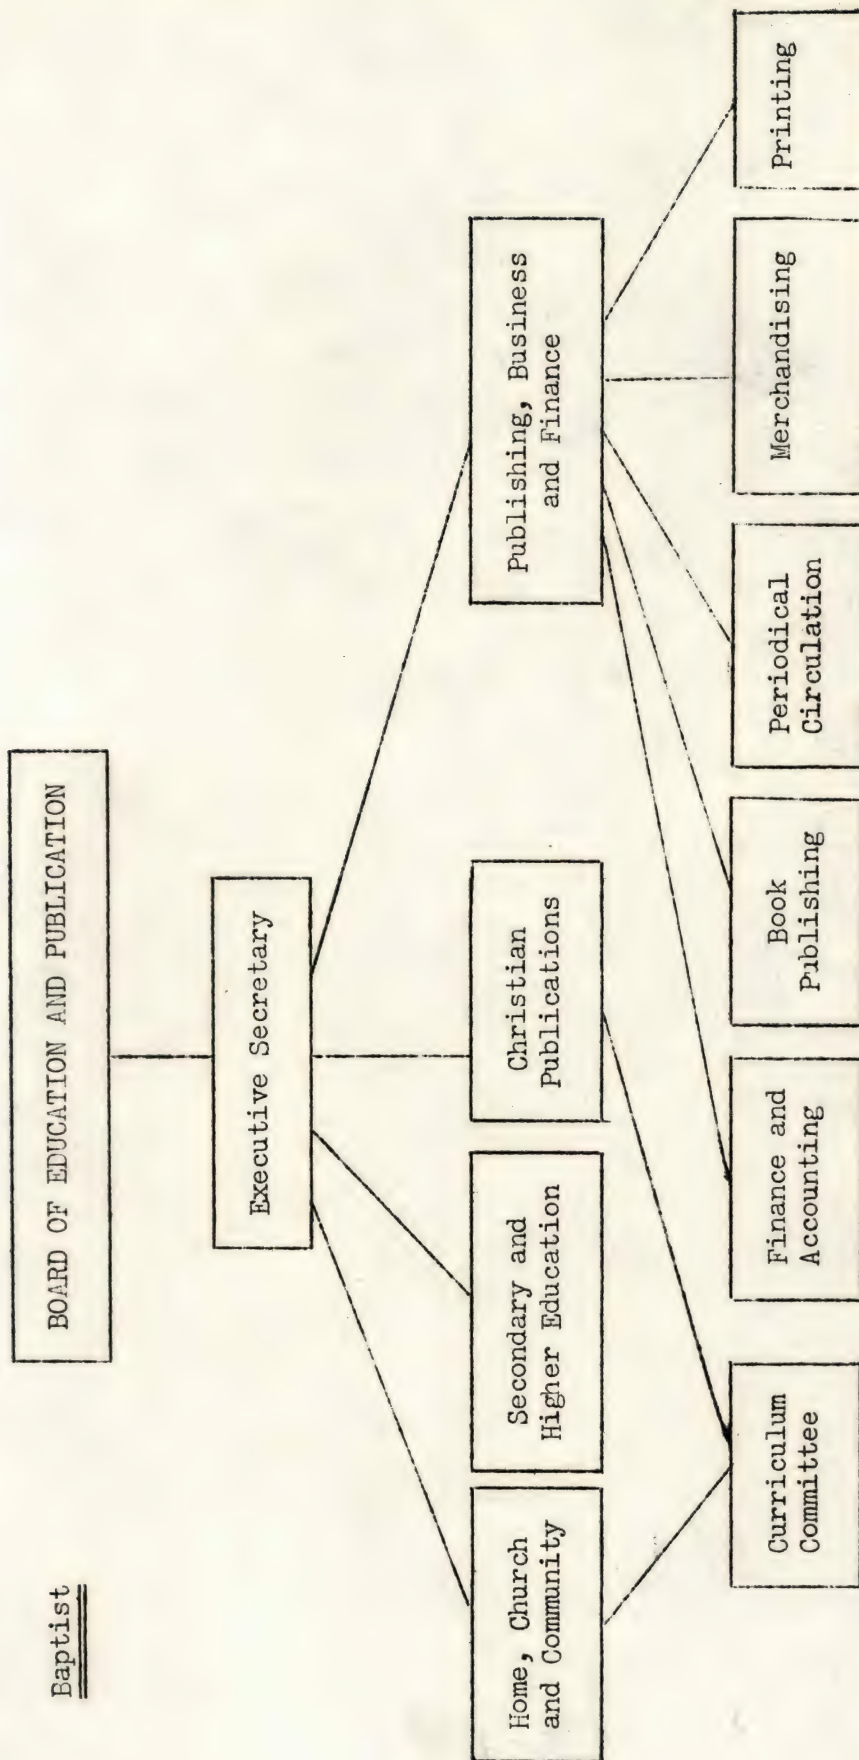 Baptist
BOARD OF EDUCATION AND PUBLICATION
Executive Secretary
Home, Church
and Community
Secondary and
Higher Education
Christian
Publications
Publishing, Business
and Finance
Curriculum
Committee
Finance and
Accounting
Book
Publishing
Periodical
Circulation
Merchandising
Printing